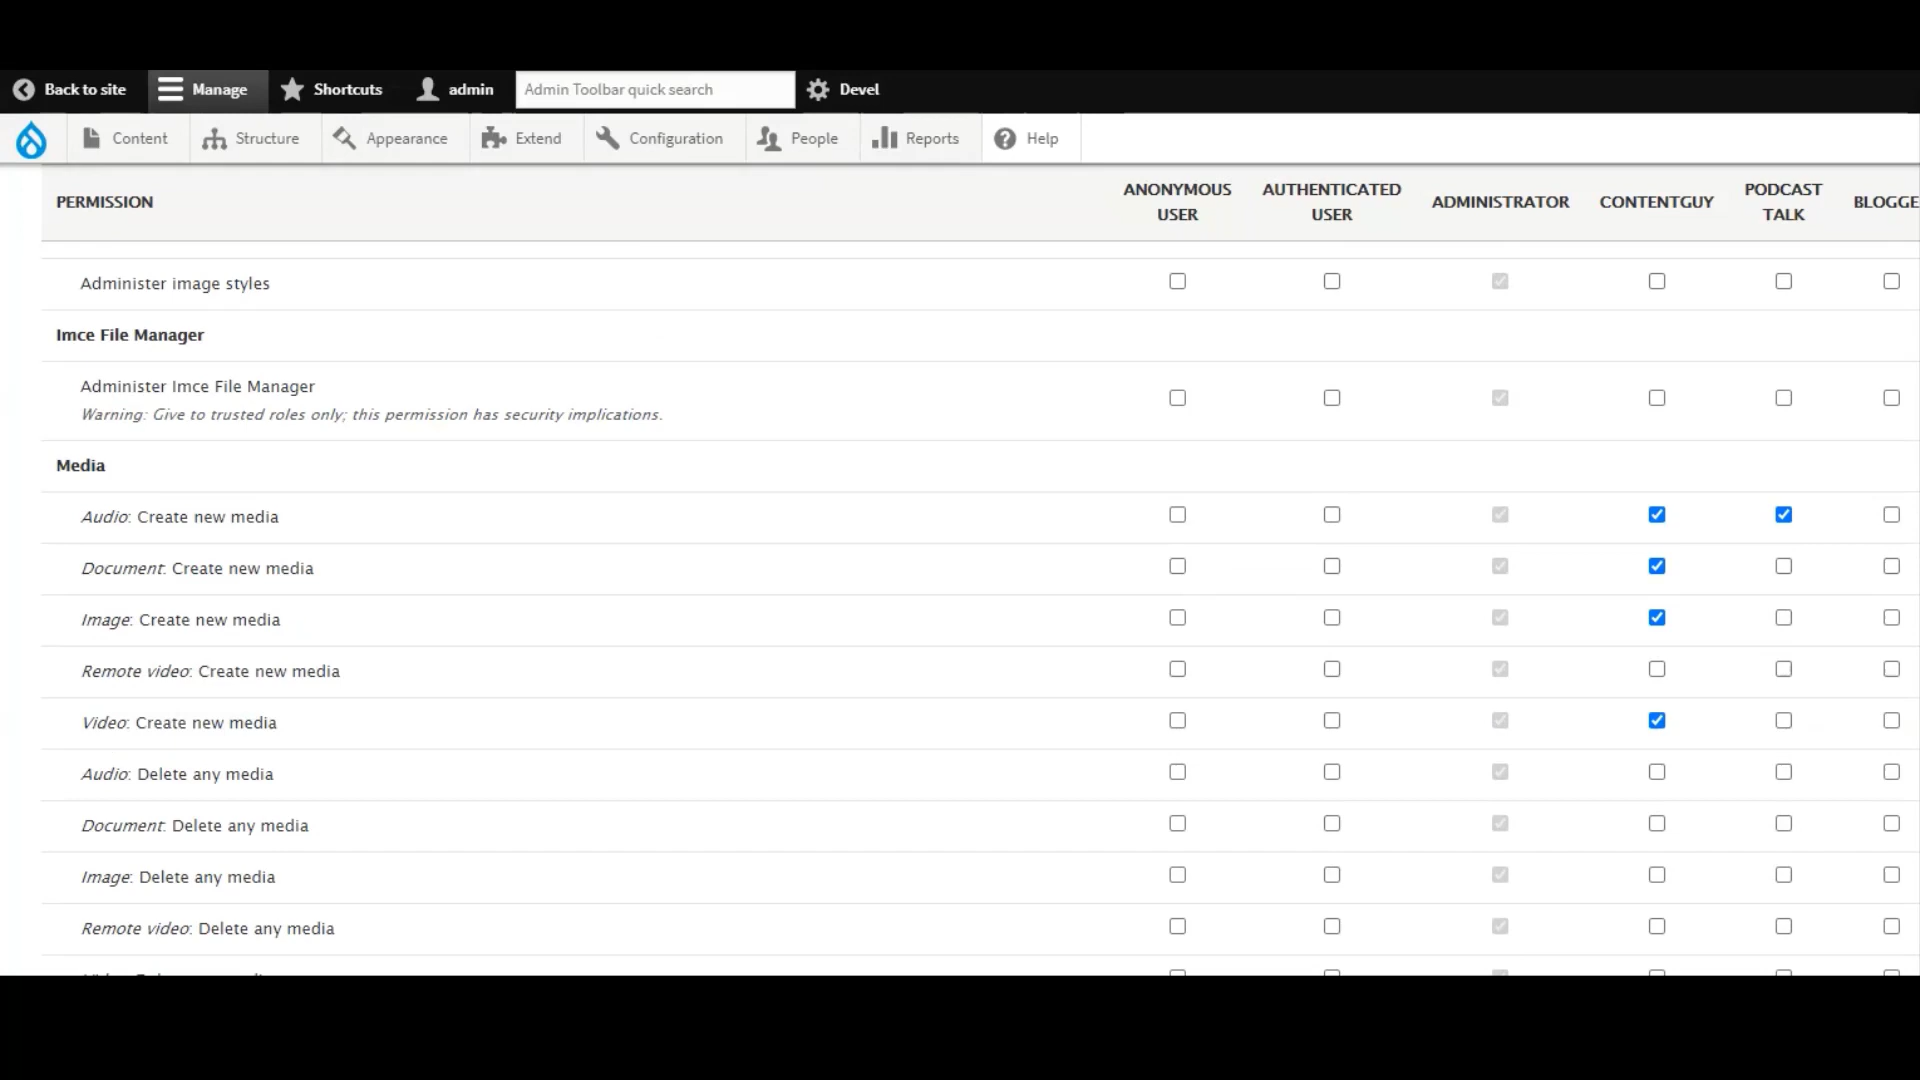 Back to site
Manage
Shortcuts
admin
Admin Toolbar quick search
Devel
Content
Structure
Appearance
Extend
Configuration
People
Reports
Help
PERMISSION
ANONYMOUS
USER
AUTHENTICATED
USER
ADMINISTRATOR
CONTENTGUY
PODCAST
TALK
BLOGGE
Administer image styles
Imce File Manager
Administer Imce File Manager
Warning: Give to trusted roles only; this permission has security implications.
Media
Audio: Create new media
Document: Create new media
Image: Create new media
Remote video: Create new media
Video: Create new media
Audio: Delete any media
Document: Delete any media
Image: Delete any media
Remote video: Delete any media